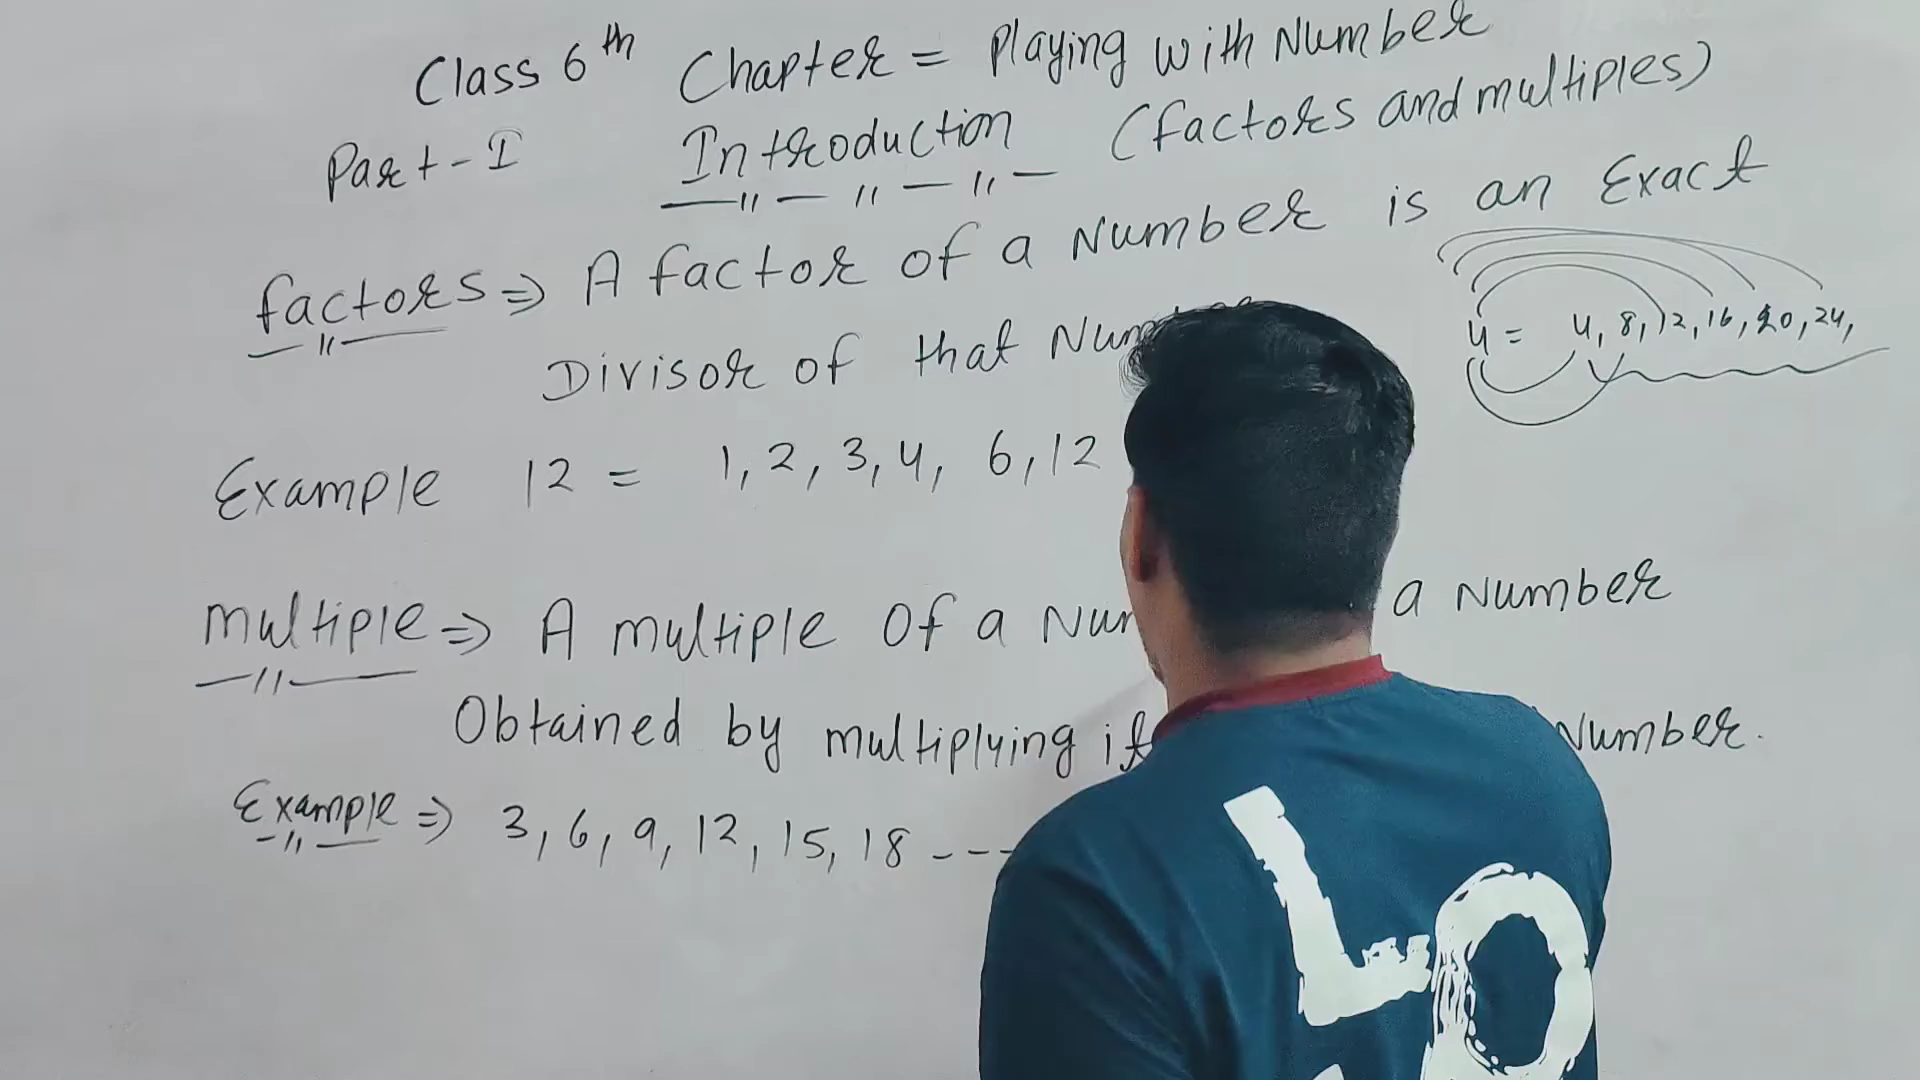 Class 6th Chapter = Playing with Number
Part-I Introduction (factors and multiples)
factors => A factor of a Number is an Exact
Divisor of that
4 = 4, 8, 12, 16, 20, 24,
Example 12 = 1, 2, 3, 4, 6, 12
multiple => A multiple Of a a Number
Obtained by multiplying it Number.
Example => 3, 6, 9, 12, 15, 18 ---
LO